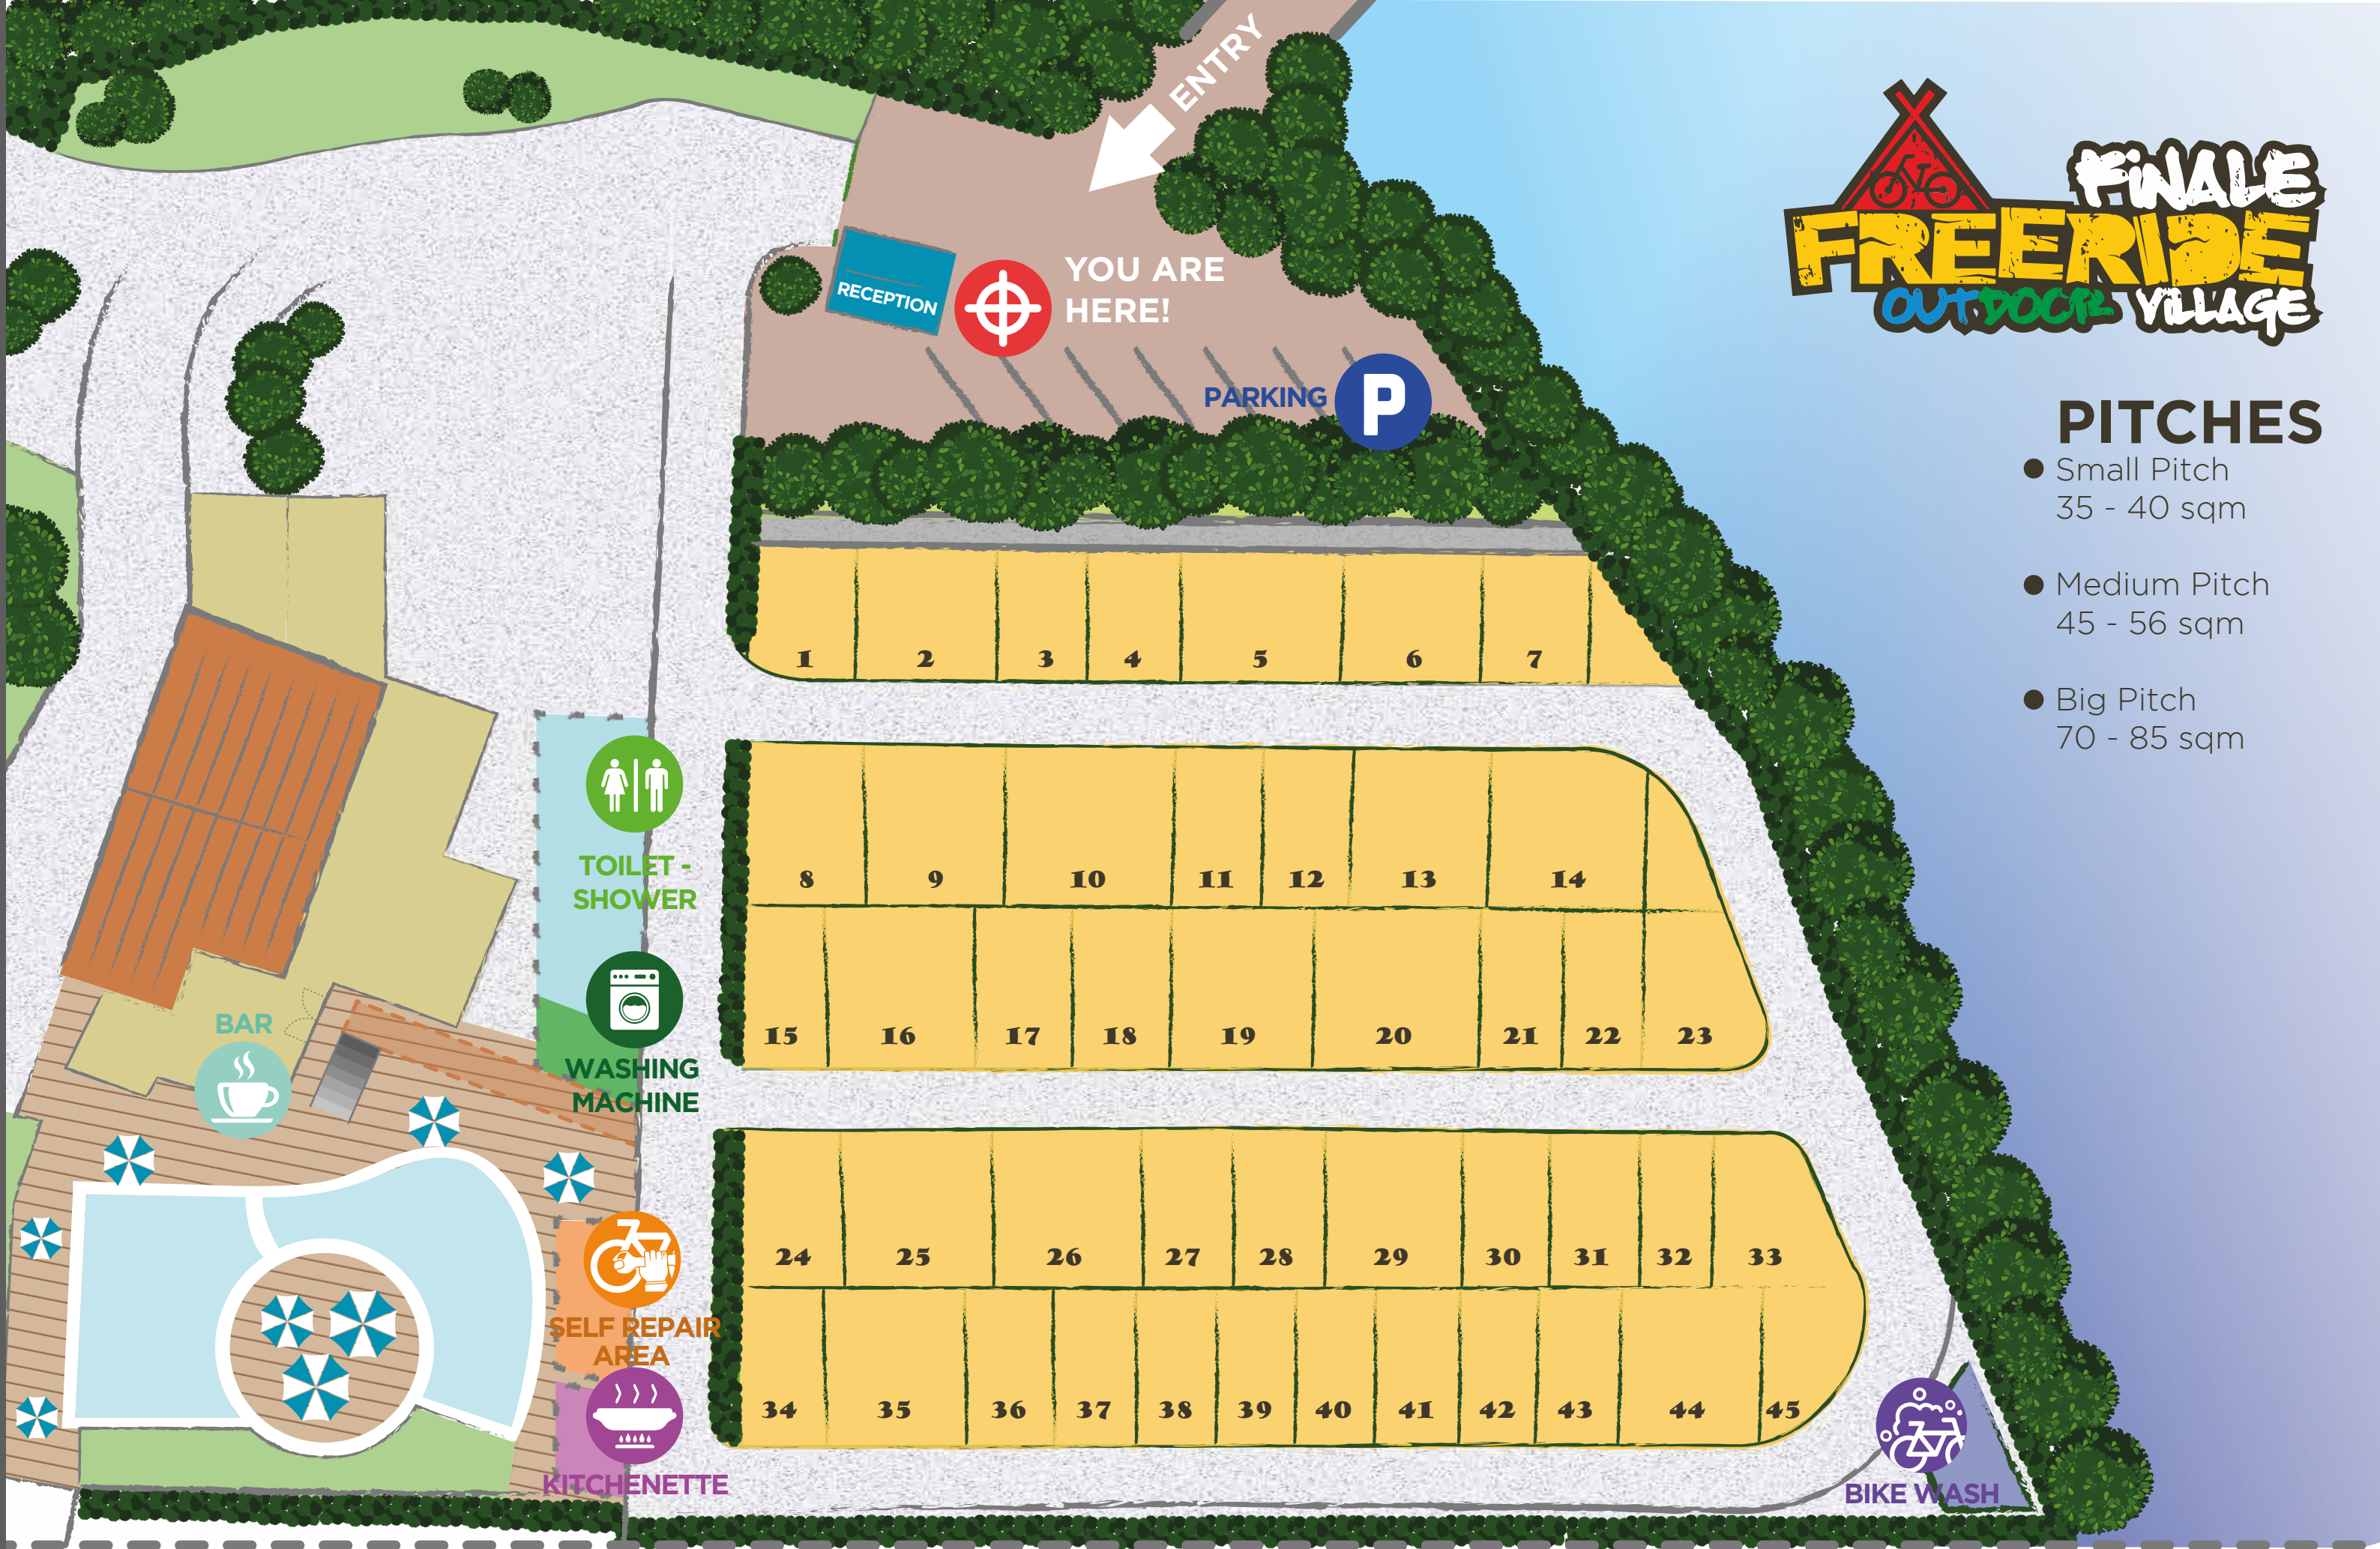 ENTRY
FINALE
FREERIDE
OUTDOOR VILLAGE
RECEPTION
YOU ARE
HERE!
PARKING
P
PITCHES
Small Pitch
35 - 40 sqm
Medium Pitch
45 - 56 sqm
Big Pitch
70 - 85 sqm
1 2 3 4 5 6 7
TOILET -
SHOWER
8 9 10 11 12 13 14
15 16 17 18 19 20 21 22 23
BAR
WASHING
MACHINE
24 25 26 27 28 29 30 31 32 33
SELF REPAIR
AREA
34 35 36 37 38 39 40 41 42 43 44 45
KITCHENETTE
BIKE WASH